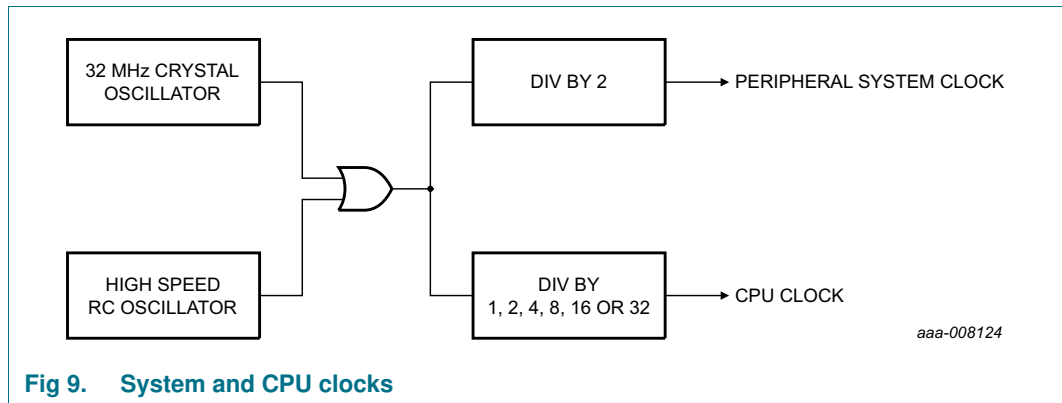 32 MHz CRYSTAL
OSCILLATOR
DIV BY 2
PERIPHERAL SYSTEM CLOCK
HIGH SPEED
RC OSCILLATOR
DIV BY
1, 2, 4, 8, 16 OR 32
CPU CLOCK
aaa-008124
Fig 9. System and CPU clocks